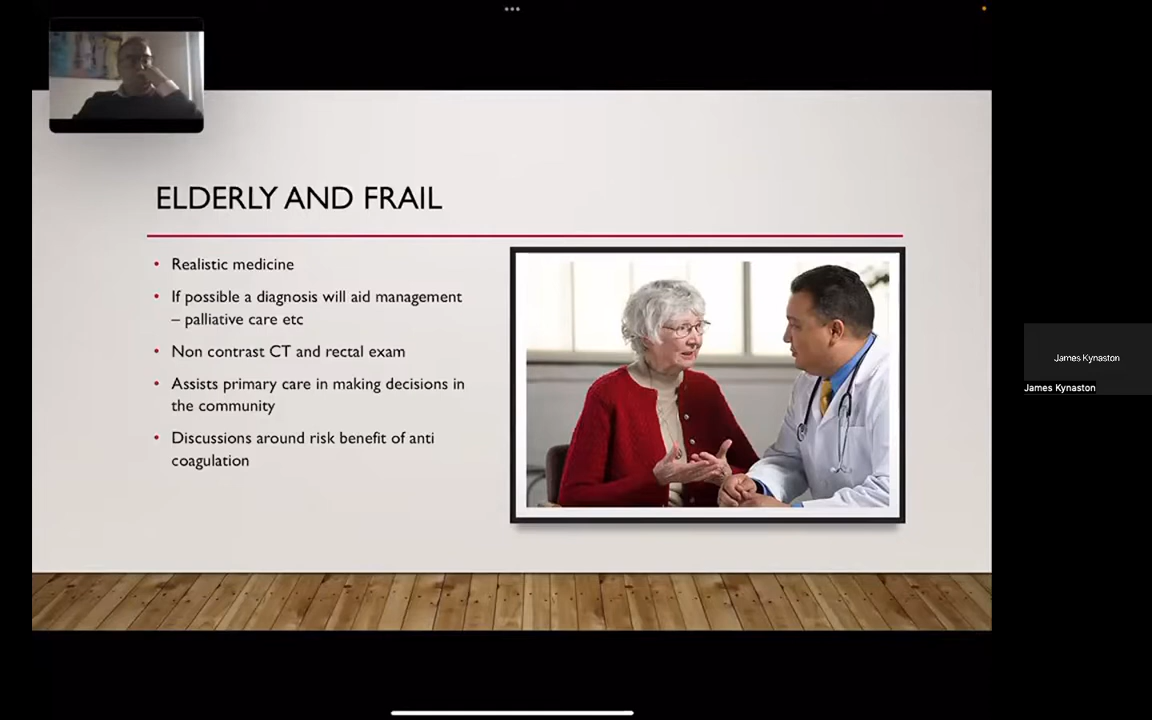 ELDERLY AND FRAIL
• Realistic medicine
• If possible a diagnosis will aid management
– palliative care etc
• Non contrast CT and rectal exam
• Assists primary care in making decisions in
the community
• Discussions around risk benefit of anti
coagulation
James Kynaston
James Kynaston